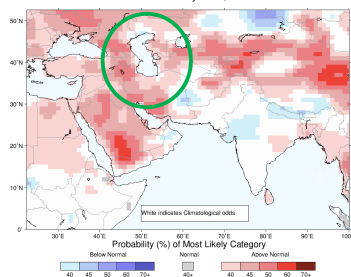 50°N
40°N
30°N
20°N
10°N
0°
30°E 40°E 50°E 60°E 70°E 80°E 90°E 100
White indicates Climatological odds
Probability (%) of Most Likely Category
Below Normal Normal Above Normal
40 45 50 60 70+ 40+ 40 45 50 60 70+